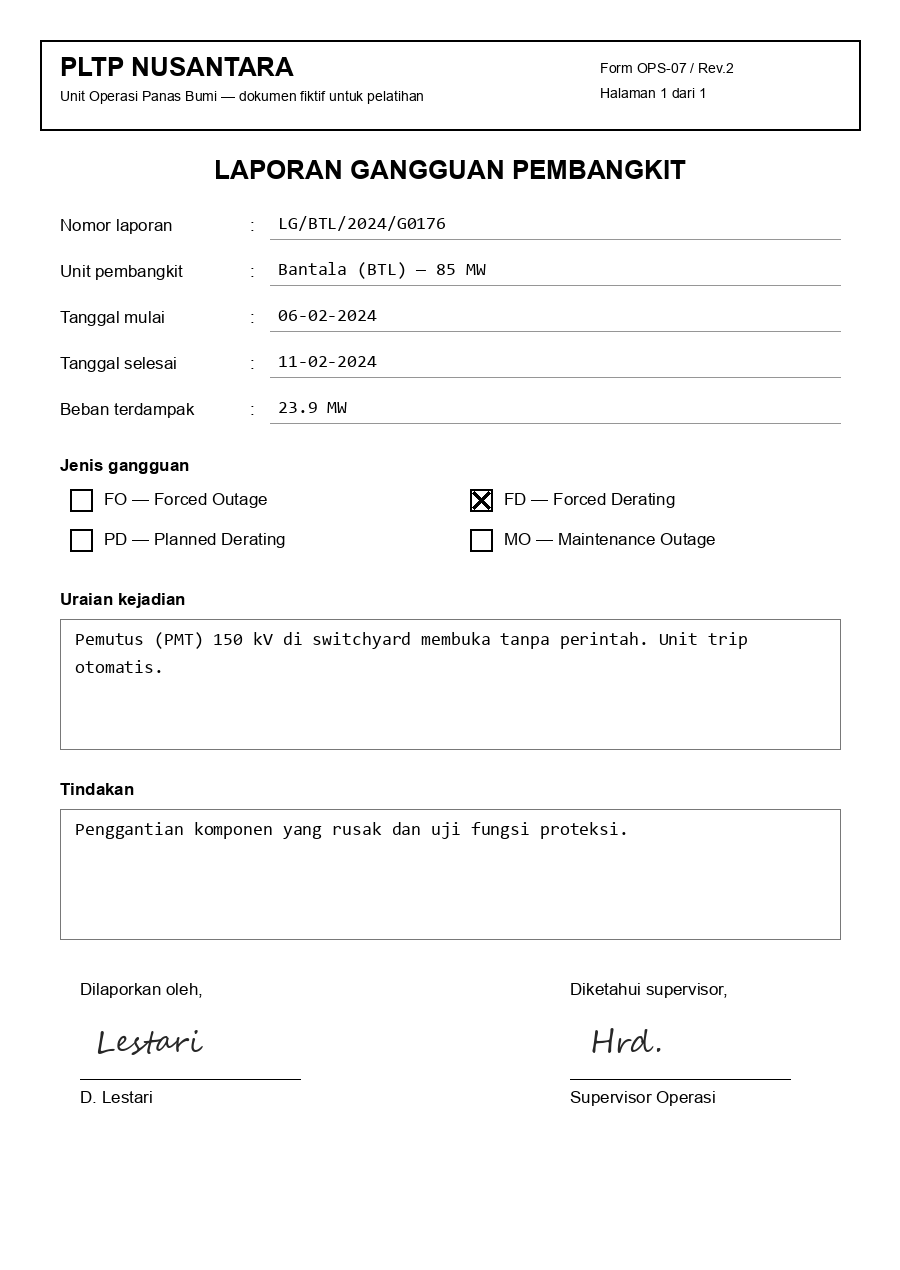 PLTP NUSANTARA
Unit Operasi Panas Bumi — dokumen fiktif untuk pelatihan
Form OPS-07 / Rev.2
Halaman 1 dari 1
LAPORAN GANGGUAN PEMBANGKIT
Nomor laporan : LG/BTL/2024/G0176
Unit pembangkit : Bantala (BTL) — 85 MW
Tanggal mulai : 06-02-2024
Tanggal selesai : 11-02-2024
Beban terdampak : 23.9 MW
Jenis gangguan
FO — Forced Outage
FD — Forced Derating
PD — Planned Derating
MO — Maintenance Outage
Uraian kejadian
Pemutus (PMT) 150 kV di switchyard membuka tanpa perintah. Unit trip
otomatis.
Tindakan
Penggantian komponen yang rusak dan uji fungsi proteksi.
Dilaporkan oleh,
Diketahui supervisor,
Lestari
Hrd.
D. Lestari
Supervisor Operasi